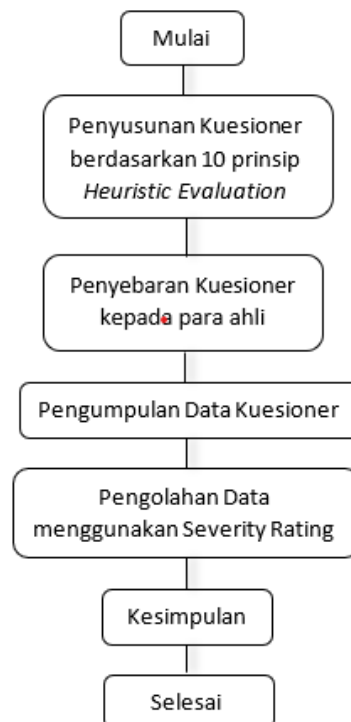 Mulai
Penyusunan Kuesioner
berdasarkan 10 prinsip
Heuristic Evaluation
Penyebaran Kuesioner
kepada para ahli
Pengumpulan Data Kuesioner
Pengolahan Data
menggunakan Severity Rating
Kesimpulan
Selesai